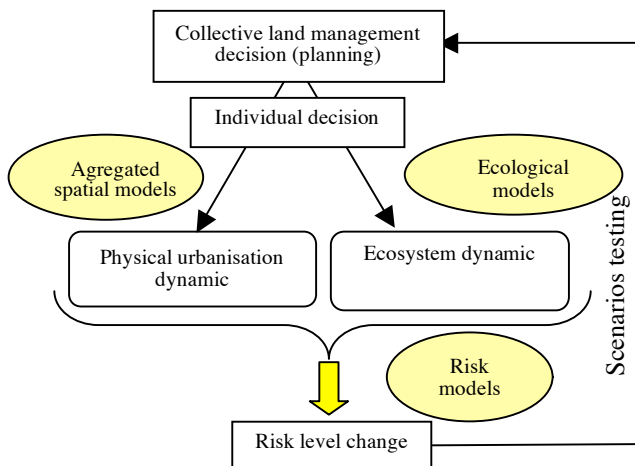 Collective land management
decision (planning)
Individual decision
Agregated
spatial models
Ecological
models
Physical urbanisation
dynamic
Ecosystem dynamic
Scenarios testing
Risk
models
Risk level change